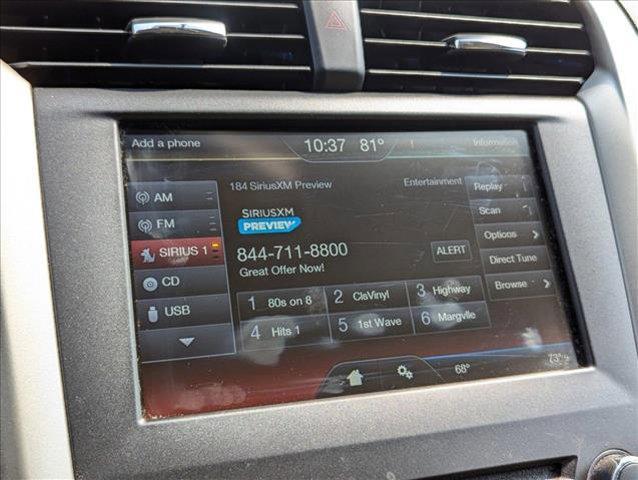 Add a phone 10:37 81° Information
184 SiriusXM Preview Entertainment
AM
FM
SIRIUS 1
CD
USB
SIRIUSXM
PREVIEW
844-711-8800
Great Offer Now!
ALERT
Replay
Scan
Options
Direct Tune
Browse
1 80s on 8 2 ClsVinyl 3 Highway
4 Hits 1 5 1st Wave 6 Margvlle
68° 73°